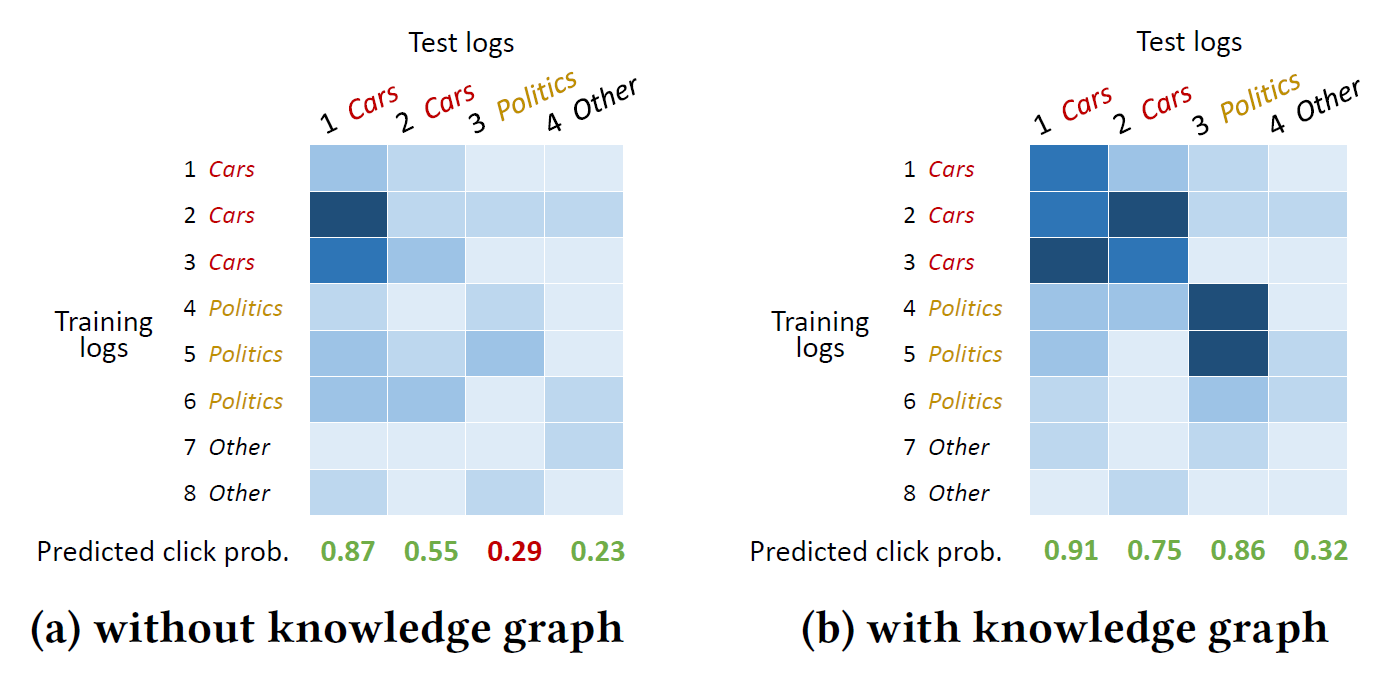 Test logs
1 Cars 2 Cars 3 Politics 4 Other
1 Cars
2 Cars
3 Cars
4 Politics
5 Politics
6 Politics
7 Other
8 Other
Training
logs
Predicted click prob. 0.87 0.55 0.29 0.23
(a) without knowledge graph
Test logs
1 Cars 2 Cars 3 Politics 4 Other
1 Cars
2 Cars
3 Cars
4 Politics
5 Politics
6 Politics
7 Other
8 Other
Training
logs
Predicted click prob. 0.91 0.75 0.86 0.32
(b) with knowledge graph